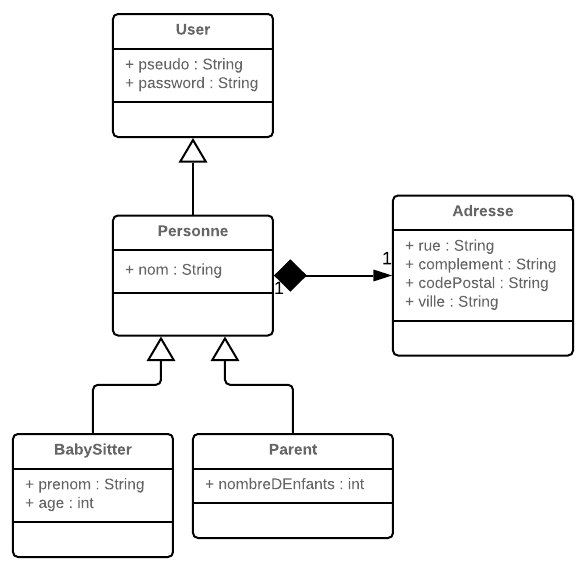 User
+ pseudo : String
+ password : String
Personne
+ nom : String
1
1
Adresse
+ rue : String
+ complement : String
+ codePostal : String
+ ville : String
BabySitter
+ prenom : String
+ age : int
Parent
+ nombreDEnfants : int